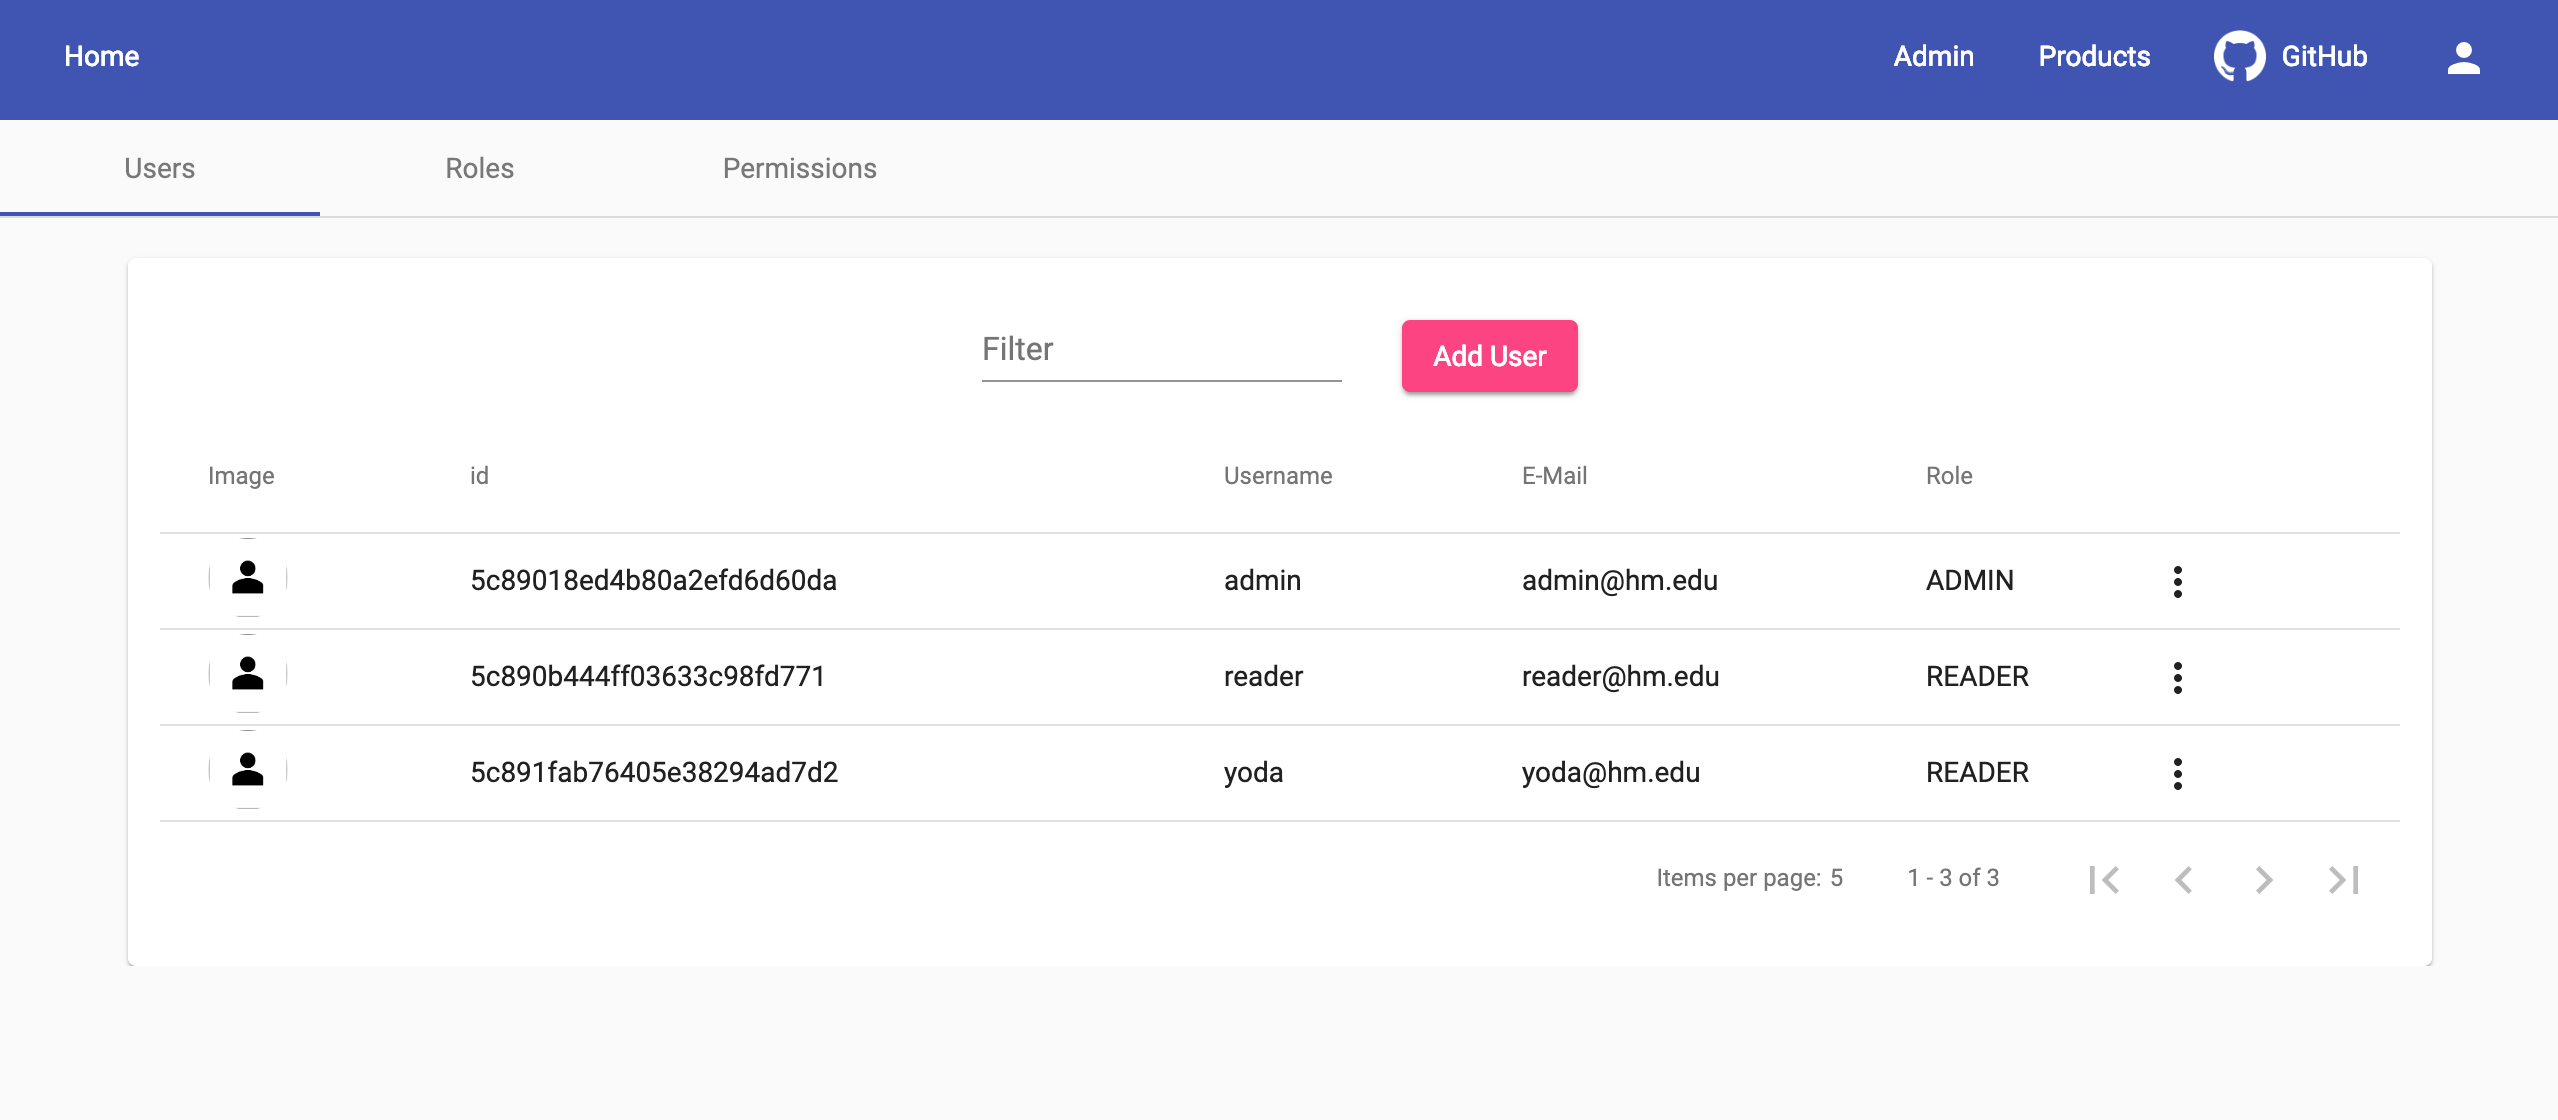 Home Admin Products GitHub
Users Roles Permissions
Filter Add User
Image id Username E-Mail Role
5c89018ed4b80a2efd6d60da admin admin@hm.edu ADMIN
5c890b444ff03633c98fd771 reader reader@hm.edu READER
5c891fab76405e38294ad7d2 yoda yoda@hm.edu READER
Items per page: 5 1 - 3 of 3